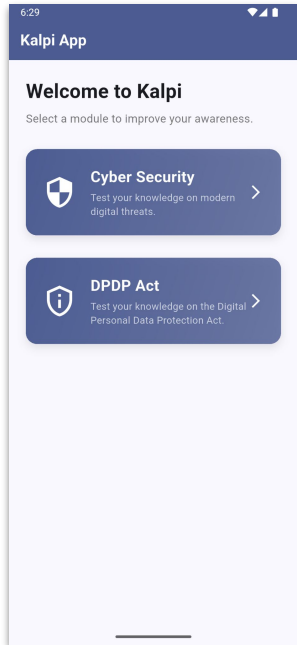 6:29
Kalpi App
Welcome to Kalpi
Select a module to improve your awareness.
Cyber Security
Test your knowledge on modern
digital threats.
DPDP Act
Test your knowledge on the Digital
Personal Data Protection Act.